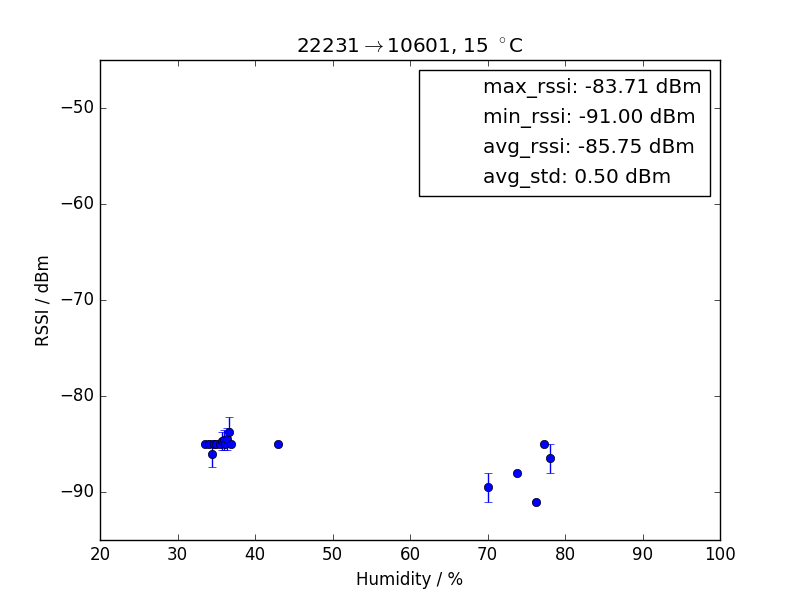 22231→10601, 15 °C
max_rssi: -83.71 dBm
min_rssi: -91.00 dBm
avg_rssi: -85.75 dBm
avg_std: 0.50 dBm
RSSI / dBm
−50
−60
−70
−80
−90
20 30 40 50 60 70 80 90 100
Humidity / %